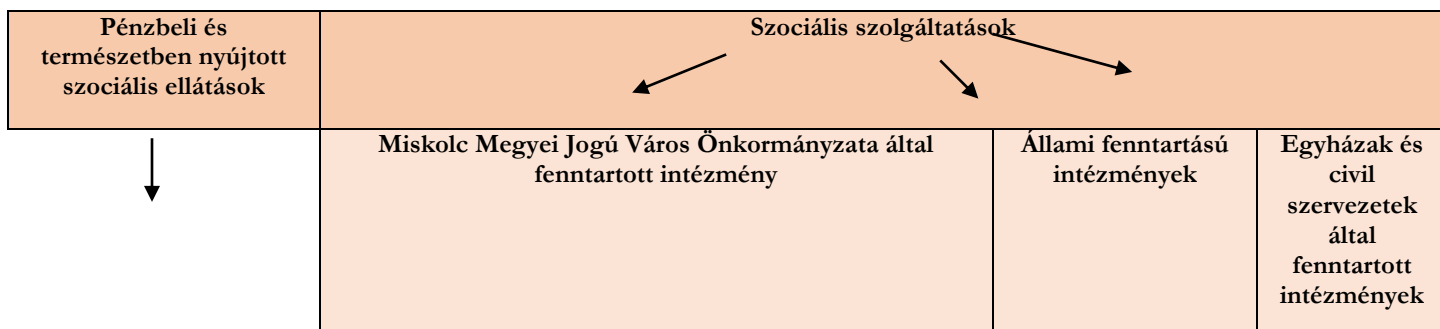 Pénzbeli és
természetben nyújtott
szociális ellátások
Szociális szolgáltatások
Miskolc Megyei Jogú Város Önkormányzata által
fenntartott intézmény
Állami fenntartású
intézmények
Egyházak és
civil
szervezetek
által
fenntartott
intézmények